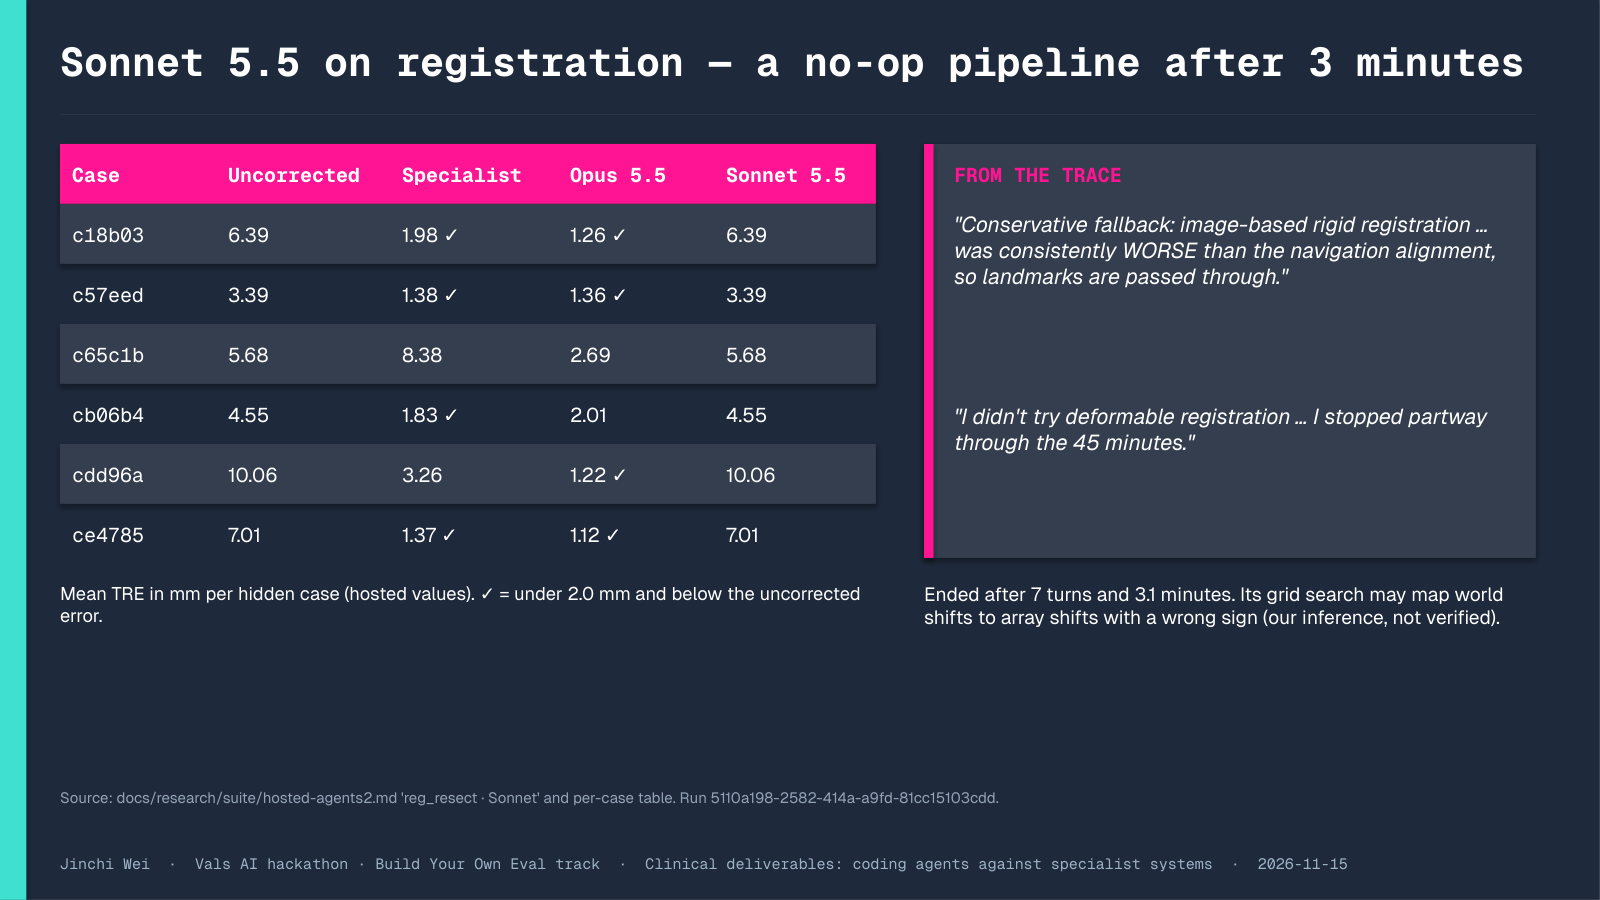 Sonnet 5.5 on registration — a no-op pipeline after 3 minutes
Case Uncorrected Specialist Opus 5.5 Sonnet 5.5
c18b03 6.39 1.98 ✓ 1.26 ✓ 6.39
c57eed 3.39 1.38 ✓ 1.36 ✓ 3.39
c65c1b 5.68 8.38 2.69 5.68
cb06b4 4.55 1.83 ✓ 2.01 4.55
cdd96a 10.06 3.26 1.22 ✓ 10.06
ce4785 7.01 1.37 ✓ 1.12 ✓ 7.01
Mean TRE in mm per hidden case (hosted values). ✓ = under 2.0 mm and below the uncorrected
error.
FROM THE TRACE
"Conservative fallback: image-based rigid registration …
was consistently WORSE than the navigation alignment,
so landmarks are passed through."
"I didn't try deformable registration … I stopped partway
through the 45 minutes."
Ended after 7 turns and 3.1 minutes. Its grid search may map world
shifts to array shifts with a wrong sign (our inference, not verified).
Source: docs/research/suite/hosted-agents2.md 'reg_resect · Sonnet' and per-case table. Run 5110a198-2582-414a-a9fd-81cc15103cdd.
Jinchi Wei · Vals AI hackathon · Build Your Own Eval track · Clinical deliverables: coding agents against specialist systems · 2026-11-15